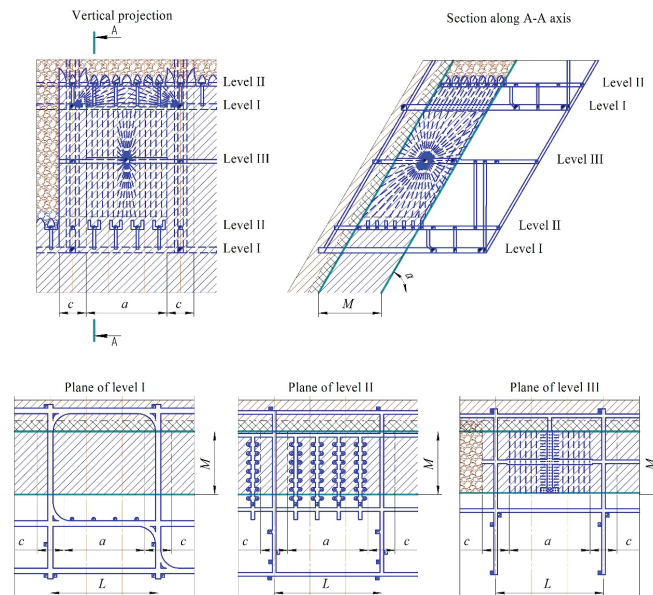 Vertical projection
Section along A-A axis
A
Level II
Level I
Level III
Level II
Level I
c a c
A
Level II
Level I
Level III
Level II
Level I
α
M
Plane of level I
Plane of level II
Plane of level III
M
M
M
c a c
c a c
c a c
L
L
L